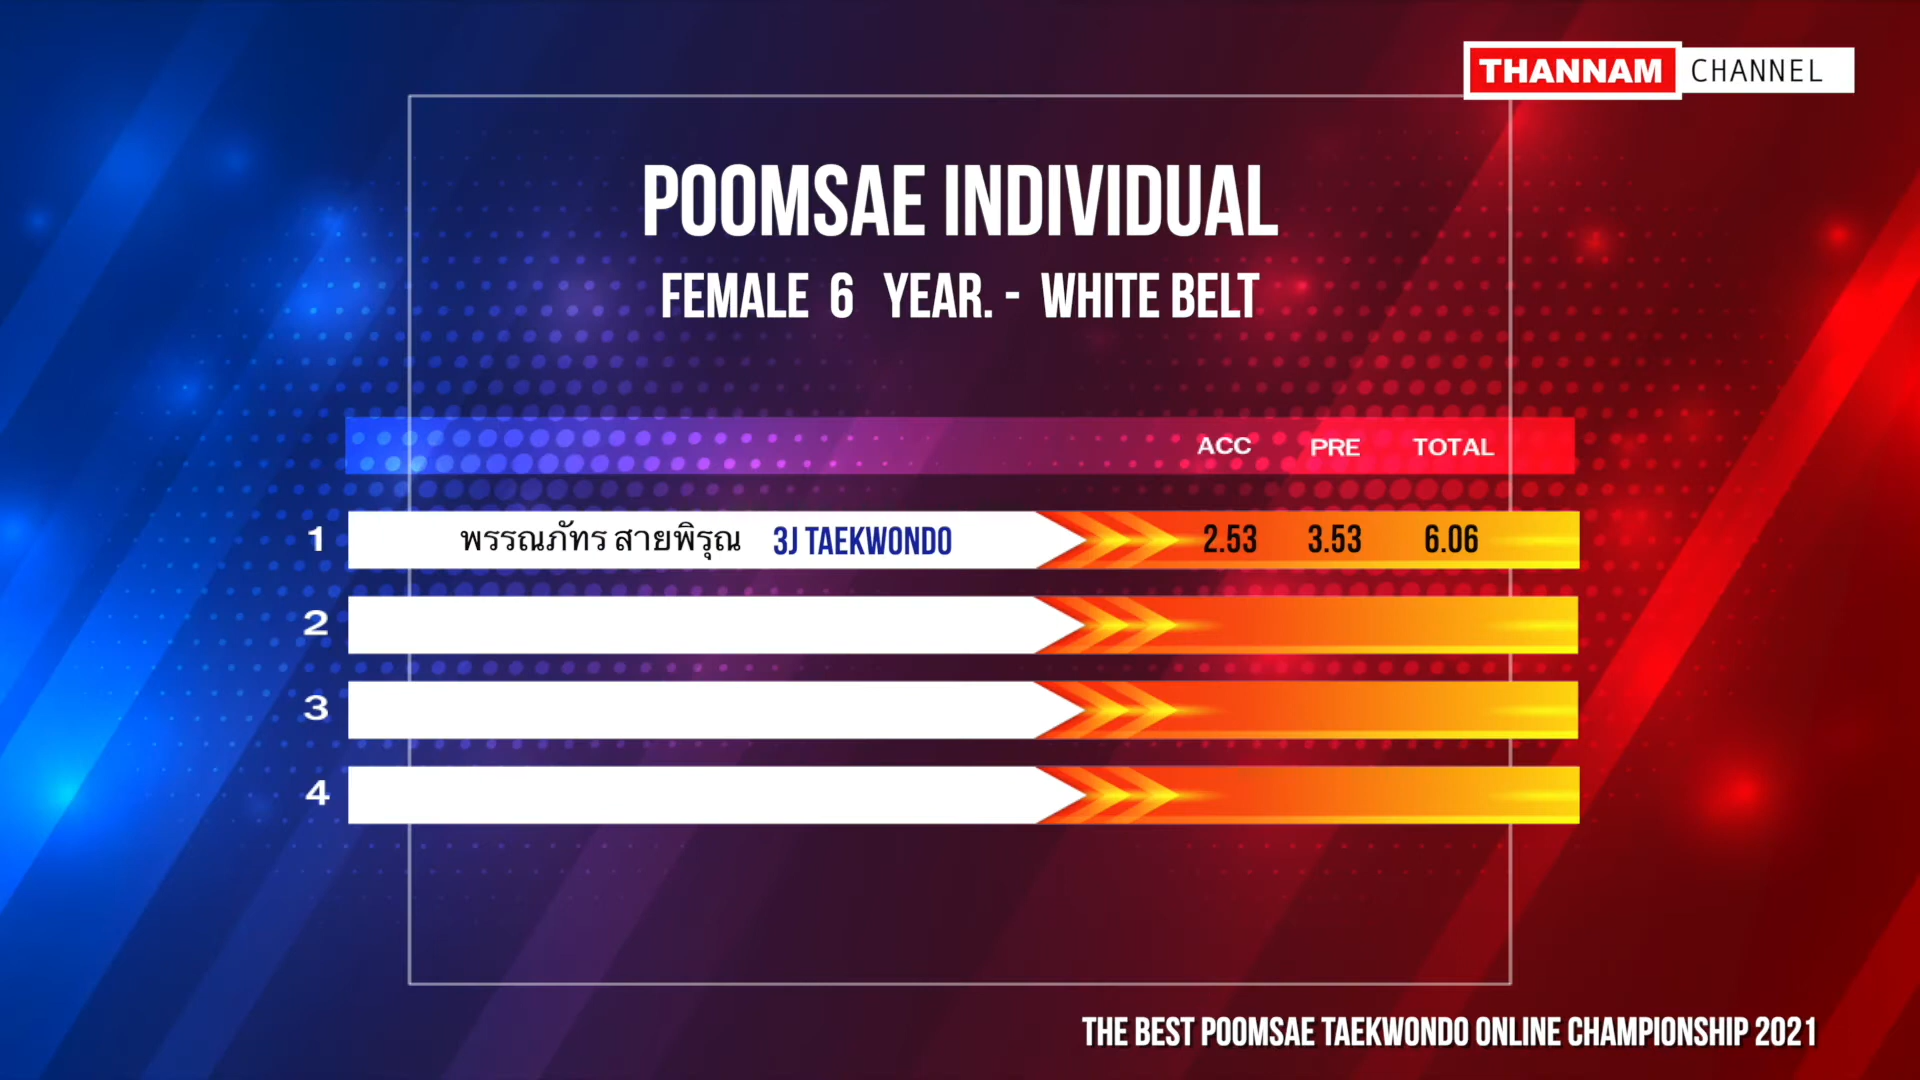 THANNAM CHANNEL
POOMSAE INDIVIDUAL
FEMALE 6 YEAR. - WHITE BELT
ACC PRE TOTAL
1 พรรณภัทร สายพิรุณ 3J TAEKWONDO 2.53 3.53 6.06
2
3
4
THE BEST POOMSAE TAEKWONDO ONLINE CHAMPIONSHIP 2021